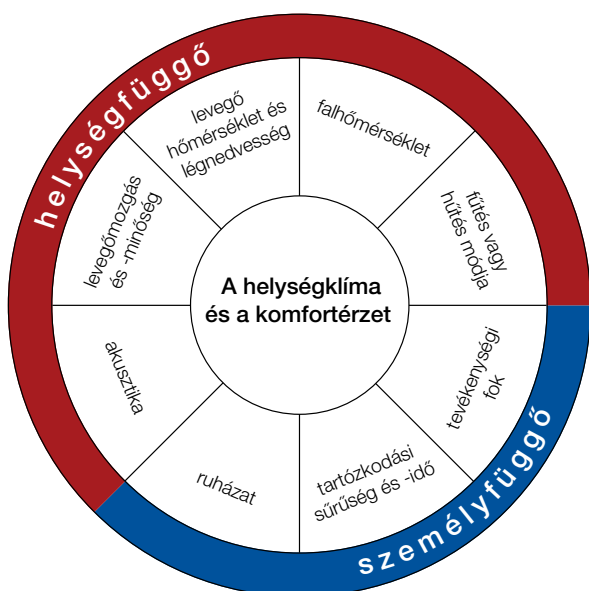 helységfüggő
levegő
hőmérséklet és
légnedvesség
falhőmérséklet
fűtés vagy
hűtés módja
levegőmozgás
és -minőség
A helységklíma
és a komfortérzet
akusztika
tevékenységi
fok
ruházat
tartózkodási
sűrűség és -idő
személyfüggő